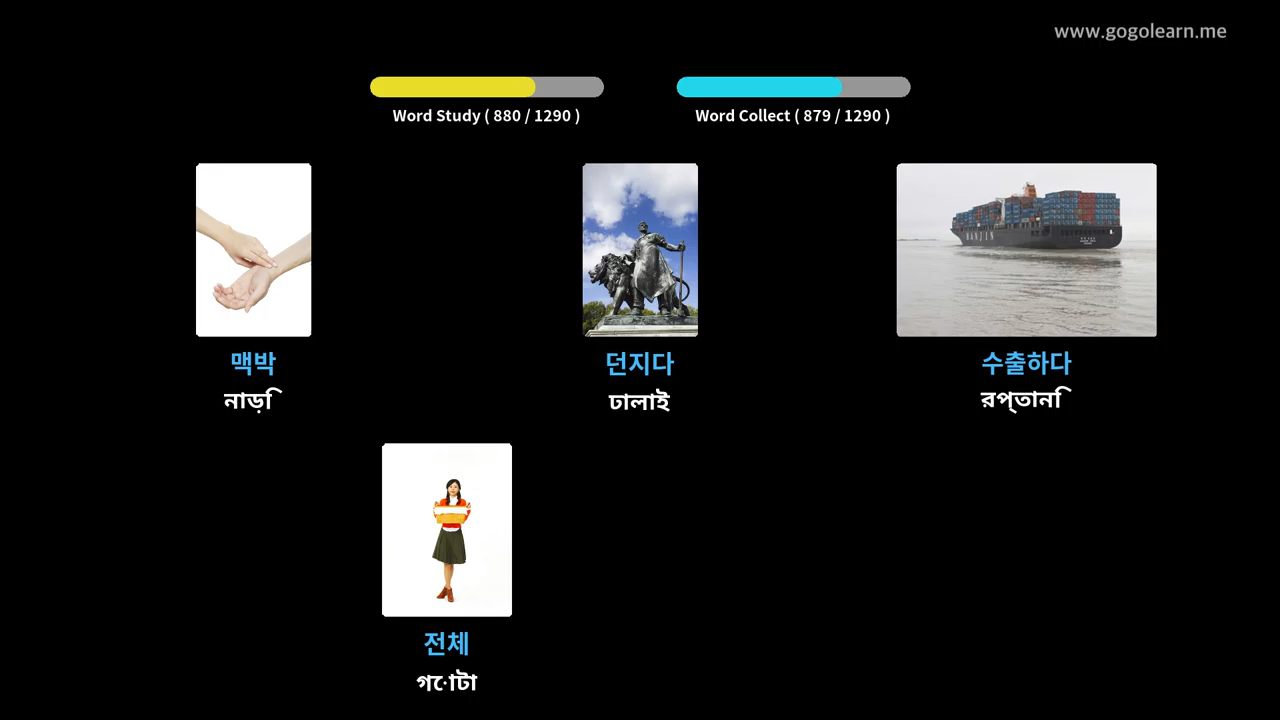 www.gogolearn.me
Word Study ( 880 / 1290 )
Word Collect ( 879 / 1290 )
맥박
নাড়ি
던지다
ঢালাই
수출하다
রপ্তানি
전체
গোটা
HANJIN